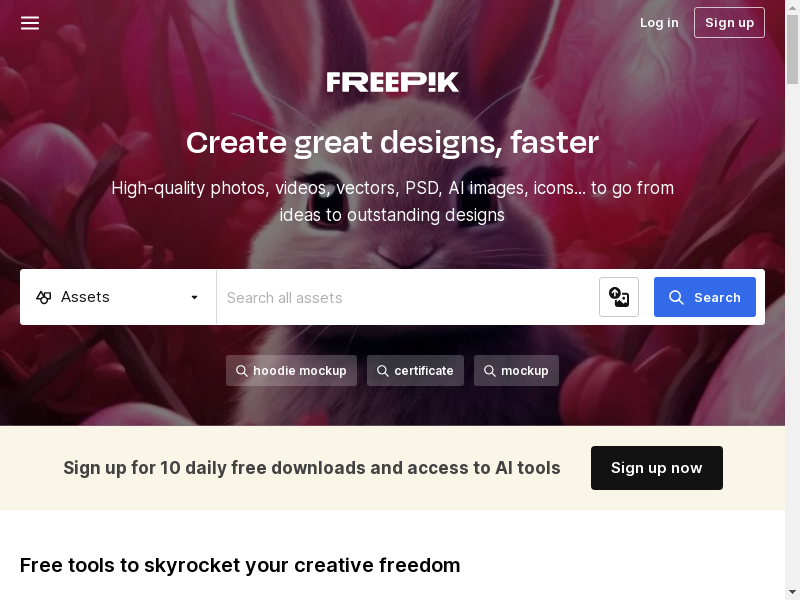 Log in
Sign up
FREEPIK
Create great designs, faster
High-quality photos, videos, vectors, PSD, AI images, icons... to go from
ideas to outstanding designs
Assets
Search all assets
Search
hoodie mockup
certificate
mockup
Sign up for 10 daily free downloads and access to AI tools
Sign up now
Free tools to skyrocket your creative freedom